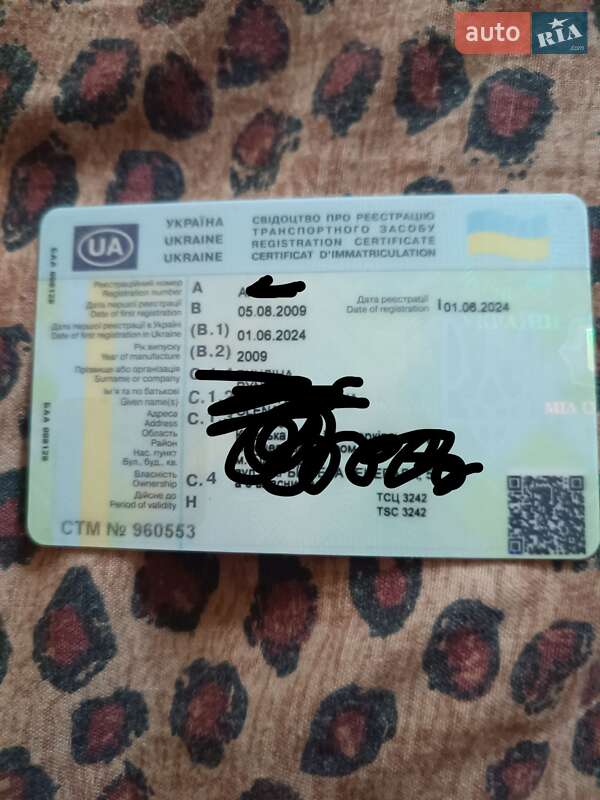 auto RIA.com
УКРАЇНА СВІДОЦТВО ПРО РЕЄСТРАЦІЮ
ТРАНСПОРТНОГО ЗАСОБУ
UKRAINE REGISTRATION CERTIFICATE
UKRAINE CERTIFICAT D'IMMATRICULATION
UA
Реєстраційний номер
Registration number A
Дата першої реєстрації
Date of first registration B 05.08.2009
Дата реєстрації
Date of registration I 01.06.2024
Дата першої реєстрації в Україні
Date of first registration in Ukraine (B.1) 01.06.2024
Рік випуску
Year of manufacture (B.2) 2009
Прізвище або організація
Surname or company
Ім'я та по батькові
Given name(s) C.1
Адреса
Address C.
Область
Район
Нас. пункт
Вул., буд., кв.
Власність
Ownership C.4
Дійсне до
Period of validity H
ТСЦ 3242
TSC 3242
СТМ № 960553